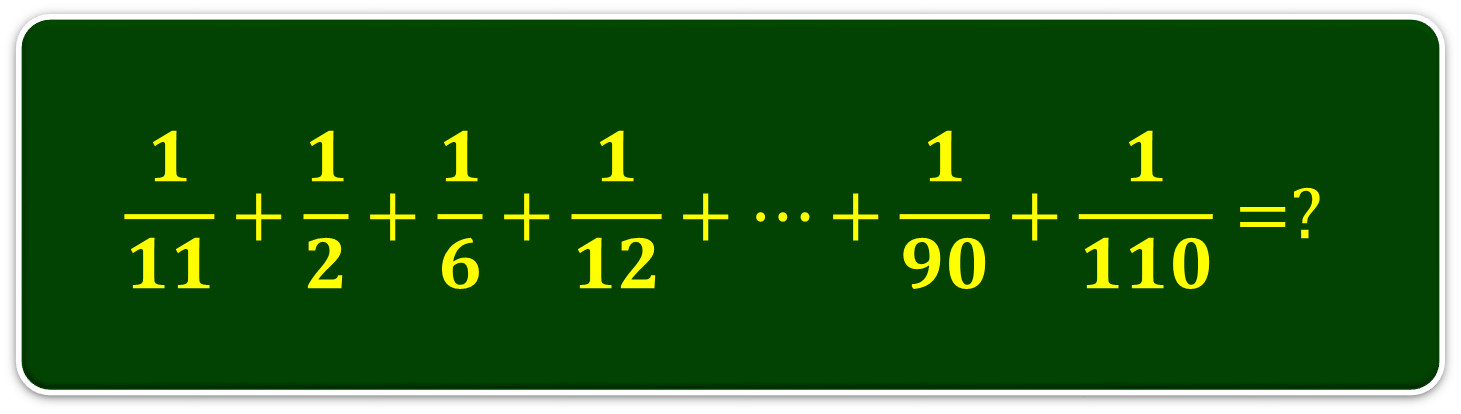 1/11 + 1/2 + 1/6 + 1/12 + ⋯ + 1/90 + 1/110 =?